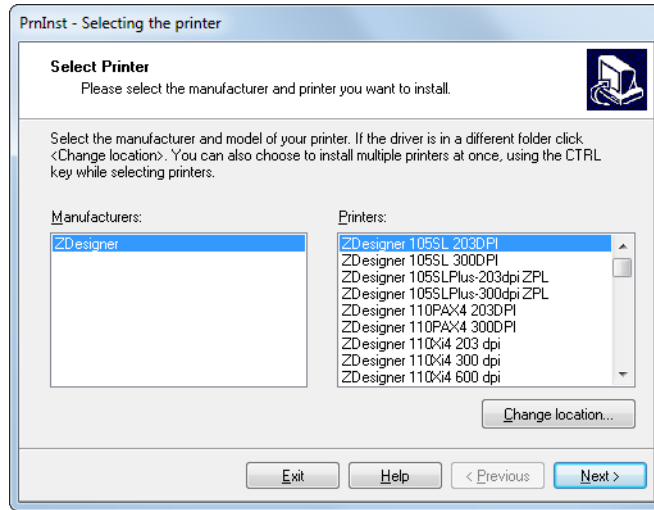 PrnInst - Selecting the printer
Select Printer
Please select the manufacturer and printer you want to install.
Select the manufacturer and model of your printer. If the driver is in a different folder click
<Change location>. You can also choose to install multiple printers at once, using the CTRL
key while selecting printers.
Manufacturers:
ZDesigner
Printers:
ZDesigner 105SL 203DPI
ZDesigner 105SL 300DPI
ZDesigner 105SLPlus-203dpi ZPL
ZDesigner 105SLPlus-300dpi ZPL
ZDesigner 110PAX4 203DPI
ZDesigner 110PAX4 300DPI
ZDesigner 110Xi4 203 dpi
ZDesigner 110Xi4 300 dpi
ZDesigner 110Xi4 600 dpi
Change location...
Exit
Help
< Previous
Next >